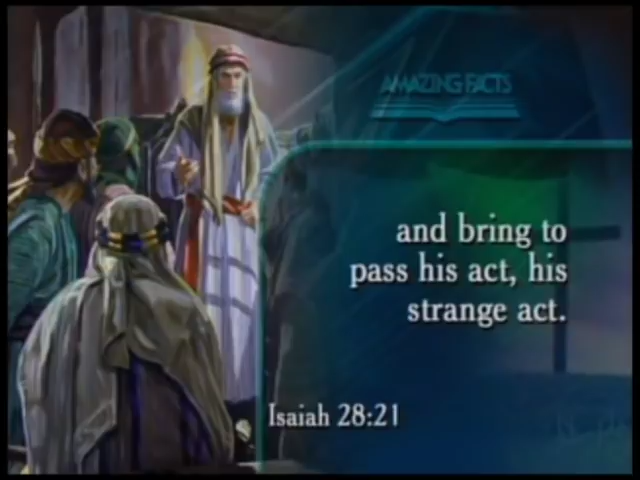 AMAZING FACTS
and bring to
pass his act, his
strange act.
Isaiah 28:21